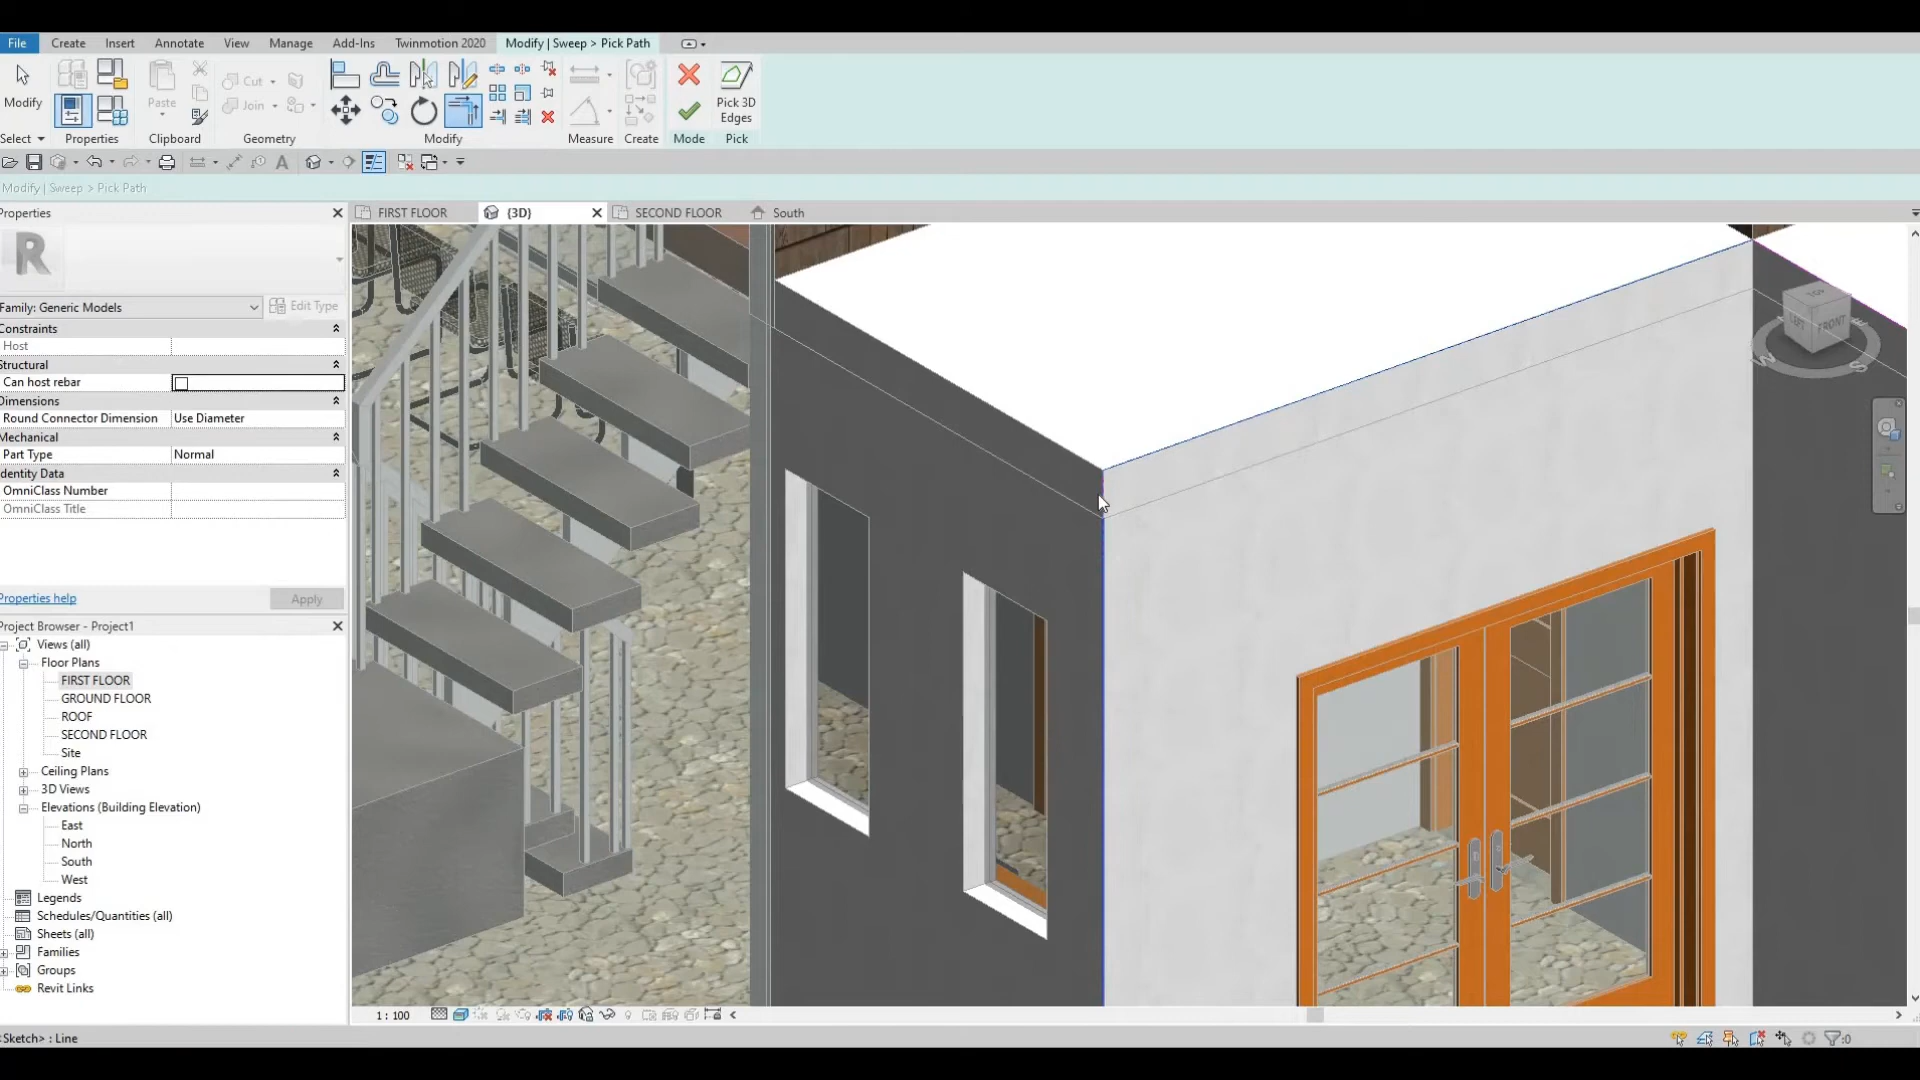 File Create Insert Annotate View Manage Add-Ins Twinmotion 2020 Modify | Sweep > Pick Path
Modify Paste Cut Join Pick 3D Edges
Select Properties Clipboard Geometry Modify Measure Create Mode Pick
Modify | Sweep > Pick Path
Properties
FIRST FLOOR {3D} SECOND FLOOR South
R
Family: Generic Models Edit Type
Constraints
Host
Structural
Can host rebar
Dimensions
Round Connector Dimension Use Diameter
Mechanical
Part Type Normal
dentity Data
OmniClass Number
OmniClass Title
Properties help Apply
Project Browser - Project1
Views (all)
Floor Plans
FIRST FLOOR
GROUND FLOOR
ROOF
SECOND FLOOR
Site
Ceiling Plans
3D Views
Elevations (Building Elevation)
East
North
South
West
Legends
Schedules/Quantities (all)
Sheets (all)
Families
Groups
Revit Links
TOP
LEFT FRONT
W S
1 : 100
Sketch> : Line
:0